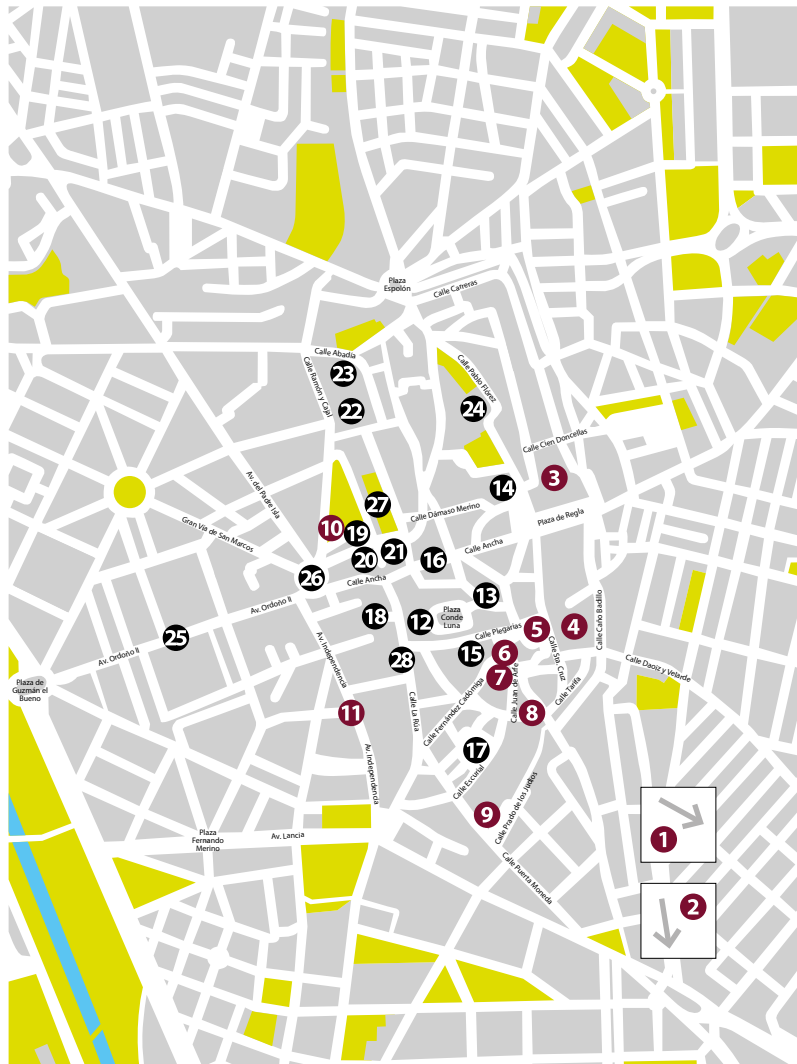 Plaza
Espolón
Calle Carreras
Calle Abadía
Calle Ramón y Cajal
23
22
Calle Pablo Flórez
24
Calle Cien Doncellas
3
14
Av. del Padre Isla
Gran Vía de San Marcos
27
10
19
Calle Dámaso Merino
Plaza de Regla
21
20
16
Calle Ancha
26
Calle Ancha
Av. Ordoño II
13
Calle Caño Badillo
18
12
Plaza
Conde
Luna
Calle Plegarias
5
4
25
Av. Ordoño II
Av. Independencia
28
15
6
Calle Sta. Cruz
Calle Daoiz y Velarde
Plaza de
Guzmán el
Bueno
7
Calle Juan de Arfe
Calle Tarifa
Calle Fernández Cadórniga
Calle La Rúa
11
8
Av. Independencia
17
Calle Escurial
Calle Prado de los Judíos
9
1
Plaza
Fernando
Merino
Av. Lancia
Calle Puerta Moneda
2